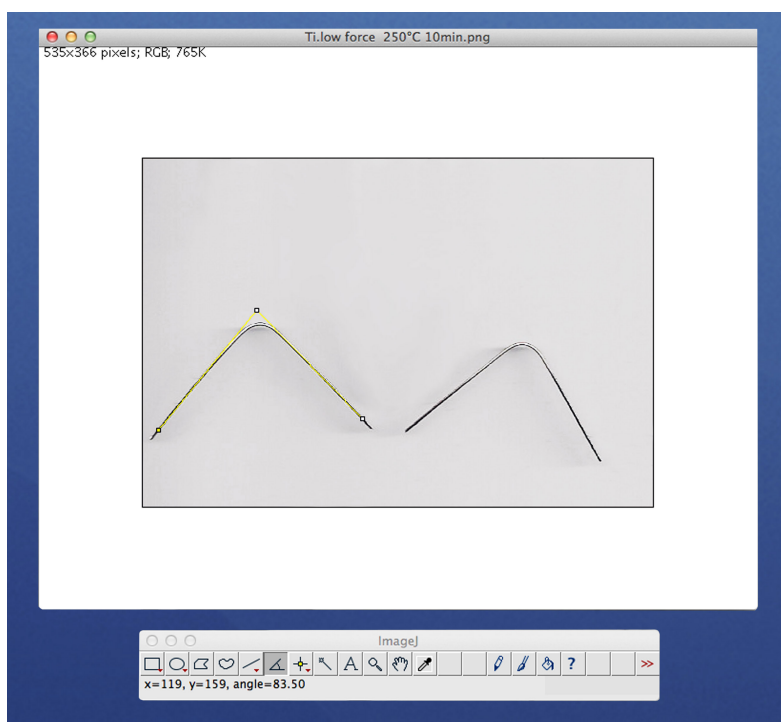 Ti.low force 250°C 10min.png
535x366 pixels; RGB; 765K
ImageJ
A ?  >>
x=119, y=159, angle=83.50